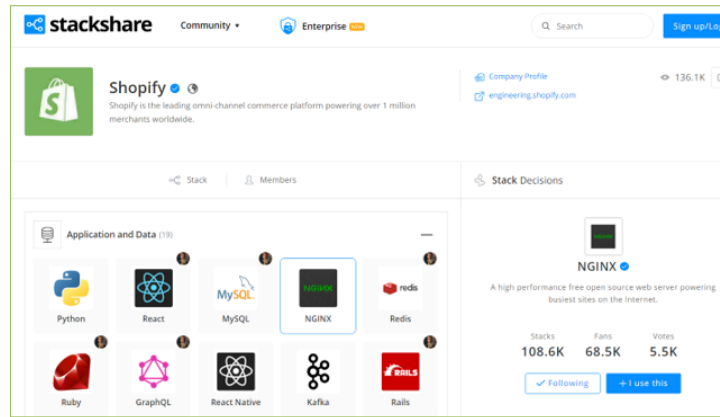 stackshare
Community
Enterprise NEW
Search
Sign up/Lo
Shopify
Shopify is the leading omni-channel commerce platform powering over 1 million
merchants worldwide.
Company Profile
engineering.shopify.com
136.1K
Stack
Members
Stack Decisions
Application and Data (19)
NGINX
A high performance free open source web server powering
busiest sites on the Internet.
MySQL
NGINX
redis
Python
React
MySQL
NGINX
Redis
Stacks
Fans
Votes
108.6K
68.5K
5.5K
RAILS
Following
+ I use this
Ruby
GraphQL
React Native
Kafka
Rails